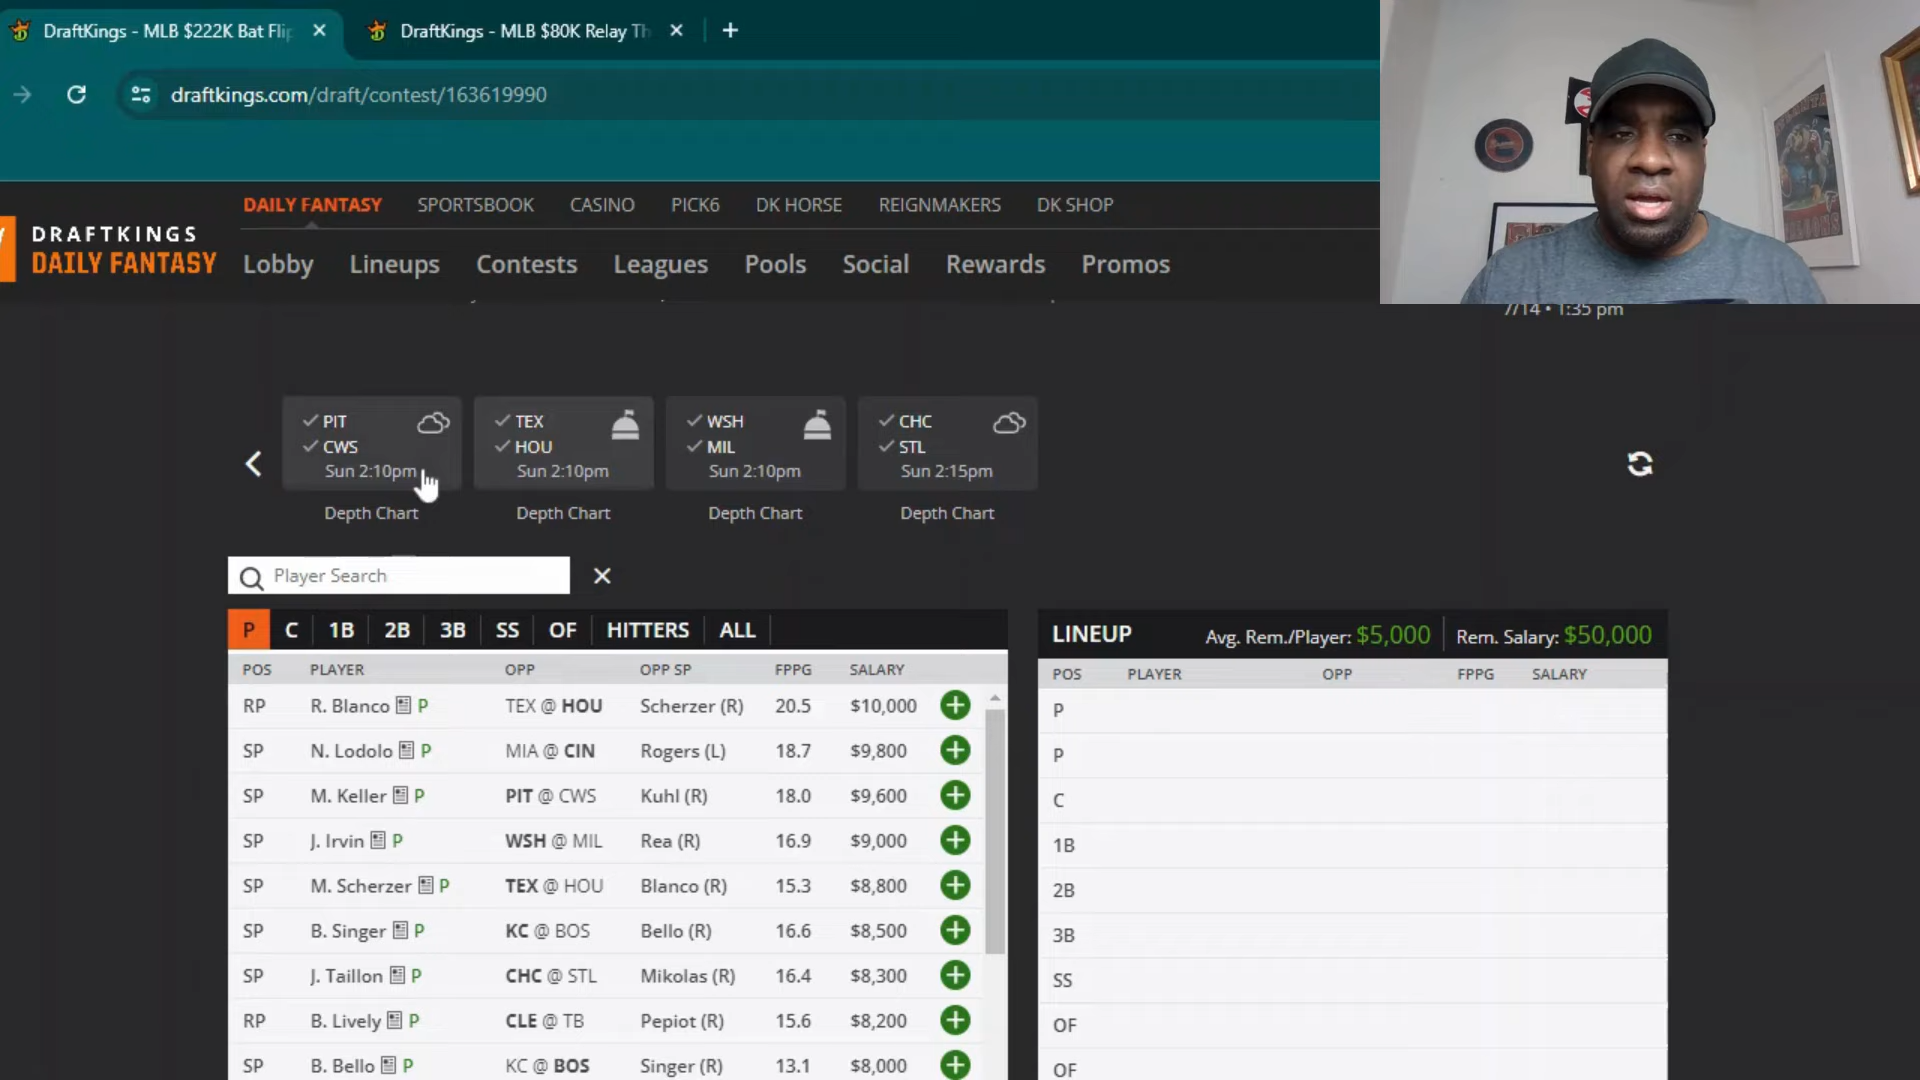 DraftKings - MLB $222K Bat Flip
DraftKings - MLB $80K Relay Th
draftkings.com/draft/contest/163619990
DAILY FANTASY SPORTSBOOK CASINO PICK6 DK HORSE REIGNMAKERS DK SHOP
DRAFTKINGS
DAILY FANTASY
Lobby Lineups Contests Leagues Pools Social Rewards Promos
7/14 • 1:35 pm
PIT TEX WSH CHC
CWS HOU MIL STL
Sun 2:10pm Sun 2:10pm Sun 2:10pm Sun 2:15pm
Depth Chart Depth Chart Depth Chart Depth Chart
Player Search
P C 1B 2B 3B SS OF HITTERS ALL
POS PLAYER OPP OPP SP FPPG SALARY
RP R. Blanco P TEX @ HOU Scherzer (R) 20.5 $10,000
SP N. Lodolo P MIA @ CIN Rogers (L) 18.7 $9,800
SP M. Keller P PIT @ CWS Kuhl (R) 18.0 $9,600
SP J. Irvin P WSH @ MIL Rea (R) 16.9 $9,000
SP M. Scherzer P TEX @ HOU Blanco (R) 15.3 $8,800
SP B. Singer P KC @ BOS Bello (R) 16.6 $8,500
SP J. Taillon P CHC @ STL Mikolas (R) 16.4 $8,300
RP B. Lively P CLE @ TB Pepiot (R) 15.6 $8,200
SP B. Bello P KC @ BOS Singer (R) 13.1 $8,000
LINEUP Avg. Rem./Player: $5,000 Rem. Salary: $50,000
POS PLAYER OPP FPPG SALARY
P
P
C
1B
2B
3B
SS
OF
OF